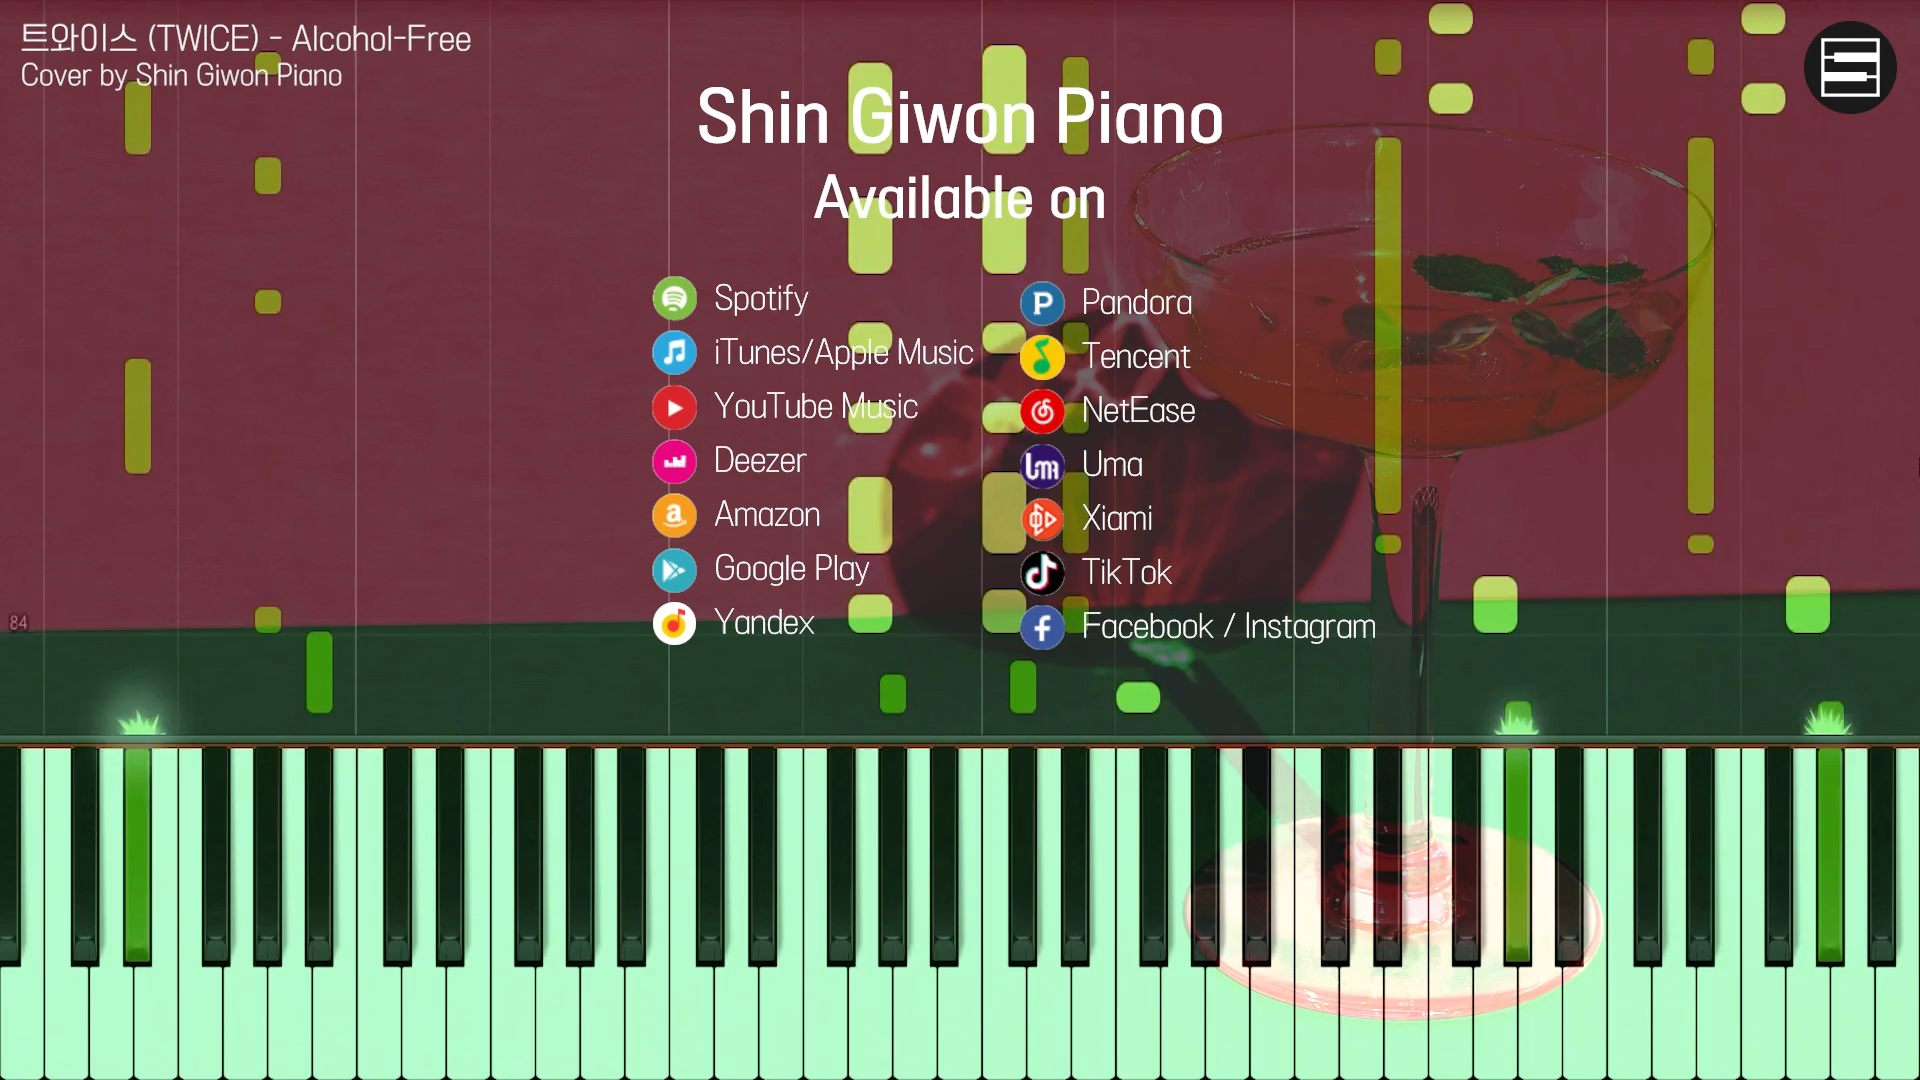 트와이스 (TWICE) - Alcohol-Free
Cover by Shin Giwon Piano
Shin Giwon Piano
Available on
Spotify
iTunes/Apple Music
YouTube Music
Deezer
Amazon
Google Play
Yandex
Pandora
Tencent
NetEase
Uma
Xiami
TikTok
Facebook / Instagram
84